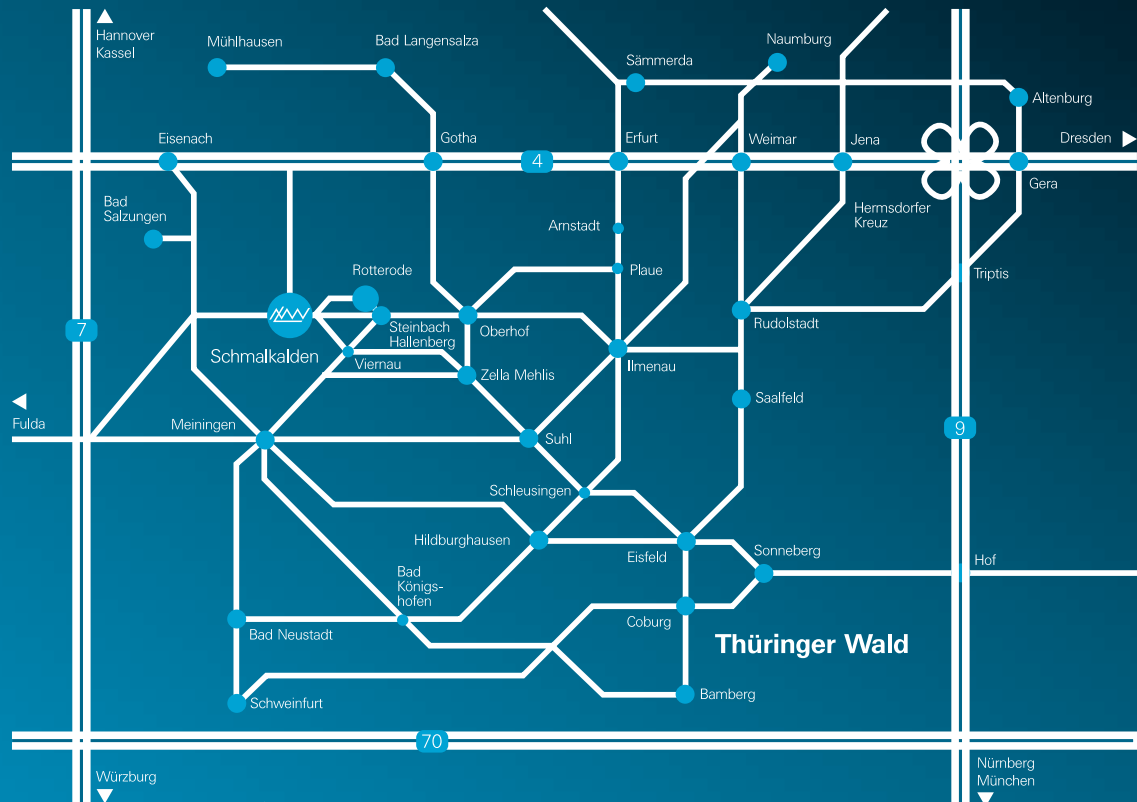 Hannover
Kassel
Mühlhausen
Bad Langensalza
Sämmerda
Naumburg
Altenburg
Eisenach
Gotha
4
Erfurt
Weimar
Jena
Dresden
Gera
Bad
Salzungen
Arnstadt
Hermsdorfer
Kreuz
Rotterode
Plaue
Triptis
7
Schmalkalden
Steinbach
Hallenberg
Oberhof
Rudolstadt
Viernau
Zella Mehlis
Ilmenau
Saalfeld
Fulda
Meiningen
Suhl
9
Schleusingen
Hildburghausen
Eisfeld
Sonneberg
Hof
Bad
Königs-
hofen
Bad Neustadt
Coburg
Thüringer Wald
Schweinfurt
Bamberg
70
Würzburg
Nürnberg
München